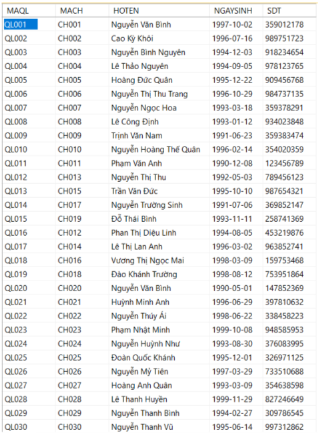 MAQL MACH HOTEN NGAYSINH SDT
QL001 CH001 Nguyễn Văn Bình 1997-10-02 359012178
QL002 CH002 Cao Kỳ Khôi 1996-07-16 989751723
QL003 CH003 Nguyễn Bình Nguyên 1994-12-03 918234654
QL004 CH004 Lê Thảo Nguyên 1994-09-05 978123765
QL005 CH005 Hoàng Đức Quân 1995-12-22 909456768
QL006 CH006 Nguyễn Thị Thu Trang 1996-10-29 984737135
QL007 CH007 Nguyễn Ngọc Hoa 1993-03-18 359378291
QL008 CH008 Lê Công Định 1993-01-12 934023848
QL009 CH009 Trịnh Văn Nam 1991-06-23 359383474
QL010 CH010 Nguyễn Hoàng Thế Quân 1996-02-14 354020359
QL011 CH011 Phạm Văn Anh 1990-12-08 123456789
QL012 CH013 Nguyễn Thị Thu 1992-05-03 789456123
QL013 CH015 Trần Văn Đức 1995-10-10 987654321
QL014 CH017 Nguyễn Trường Sinh 1991-07-06 369852147
QL015 CH019 Đỗ Thái Bình 1993-11-11 258741369
QL016 CH012 Phan Thị Diệu Linh 1994-08-05 453219876
QL017 CH014 Lê Thị Lan Anh 1996-03-02 963852741
QL018 CH016 Vương Thị Ngọc Mai 1998-03-09 159753468
QL019 CH018 Đào Khánh Trường 1998-08-12 753951864
QL020 CH020 Nguyễn Văn Bình 1990-05-01 147852369
QL021 CH021 Huỳnh Minh Anh 1996-06-29 397810632
QL022 CH022 Nguyễn Thúy Ái 1998-06-22 338458223
QL023 CH023 Phạm Nhật Minh 1999-10-08 948585953
QL024 CH024 Nguyễn Huỳnh Như 1993-08-30 376083995
QL025 CH025 Đoàn Quốc Khánh 1995-12-01 326971125
QL026 CH026 Nguyễn Mỹ Tiên 1997-03-29 733510688
QL027 CH027 Hoàng Anh Quân 1993-03-09 354638598
QL028 CH028 Lê Thanh Huyền 1999-11-29 827246649
QL029 CH029 Nguyễn Thanh Bình 1994-02-27 309786545
QL030 CH030 Nguyễn Thanh Vũ 1995-06-14 997312862